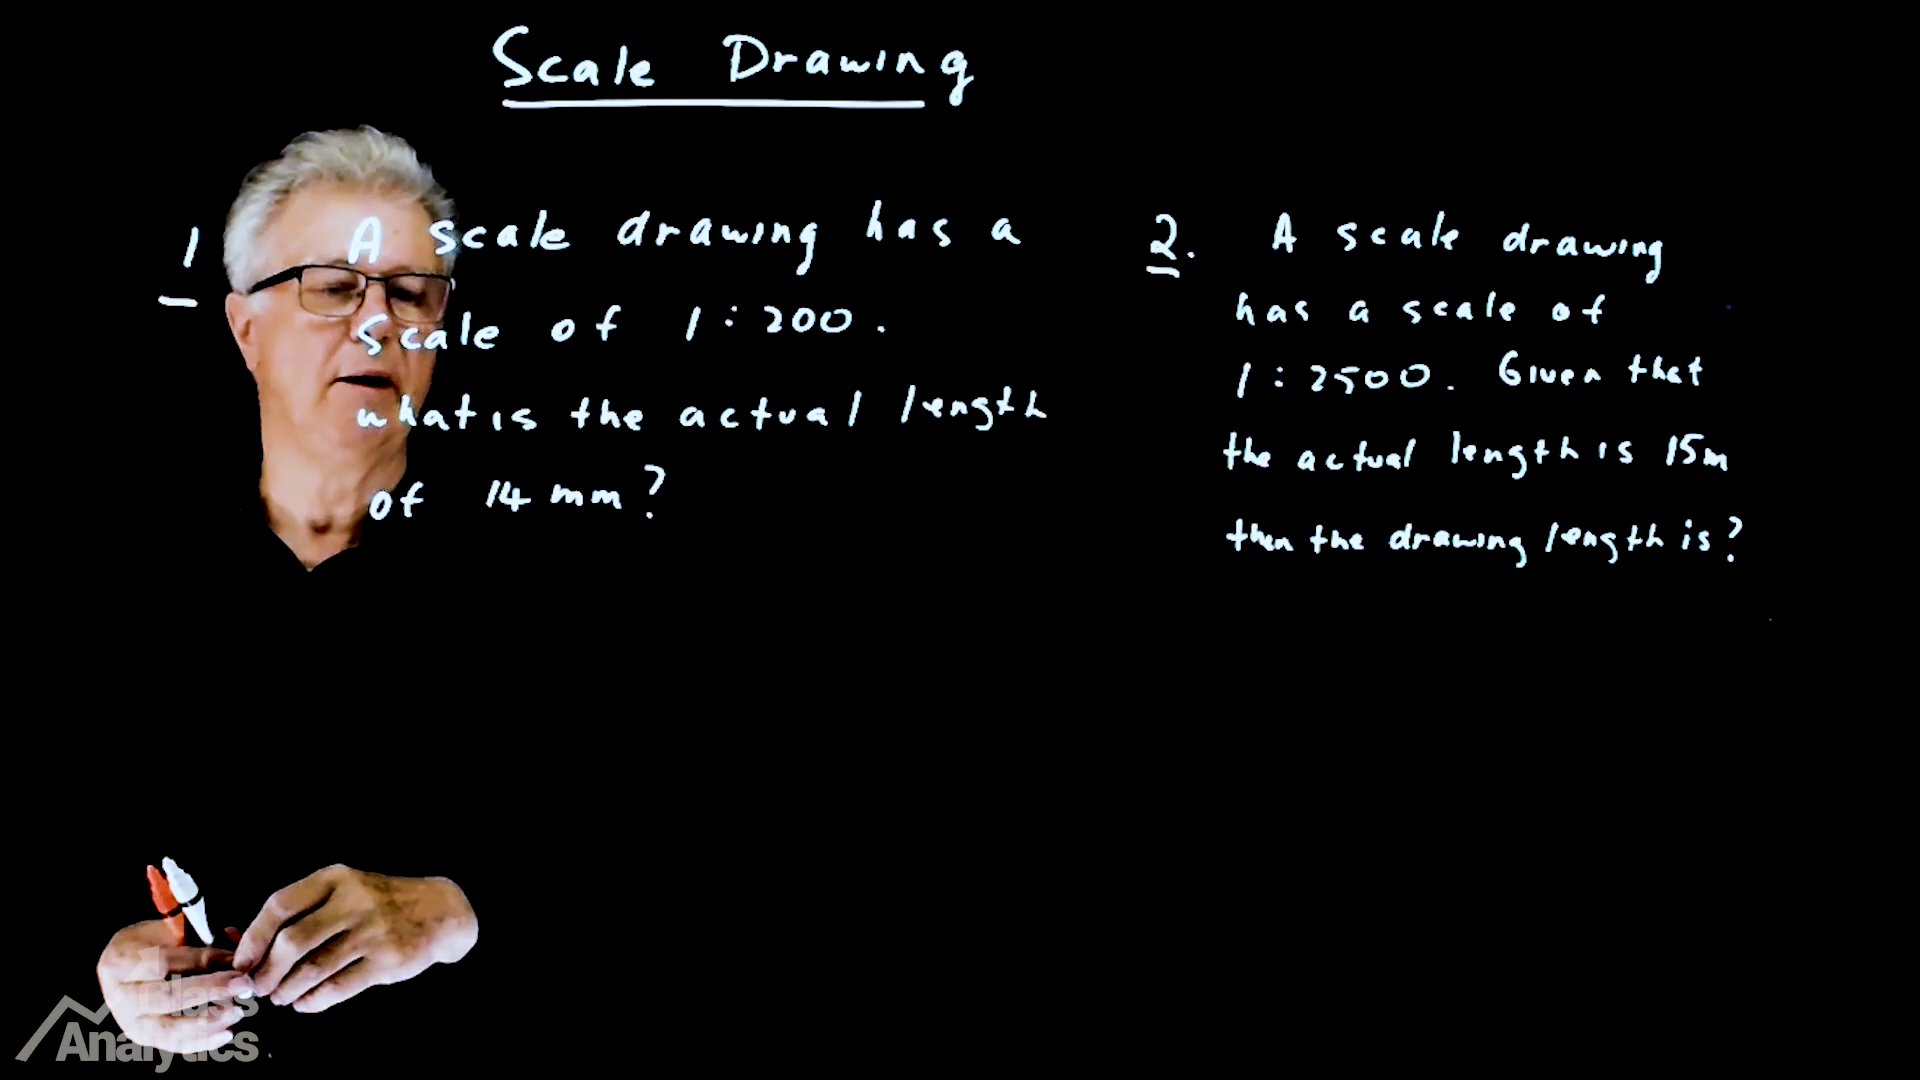 Scale Drawing
1 A scale drawing has a
scale of 1 : 200 .
what is the actual length
of 14 mm ?
2. A scale drawing
has a scale of
1 : 2500 . Given that
the actual length is 15m
then the drawing length is ?
Class
Analytics